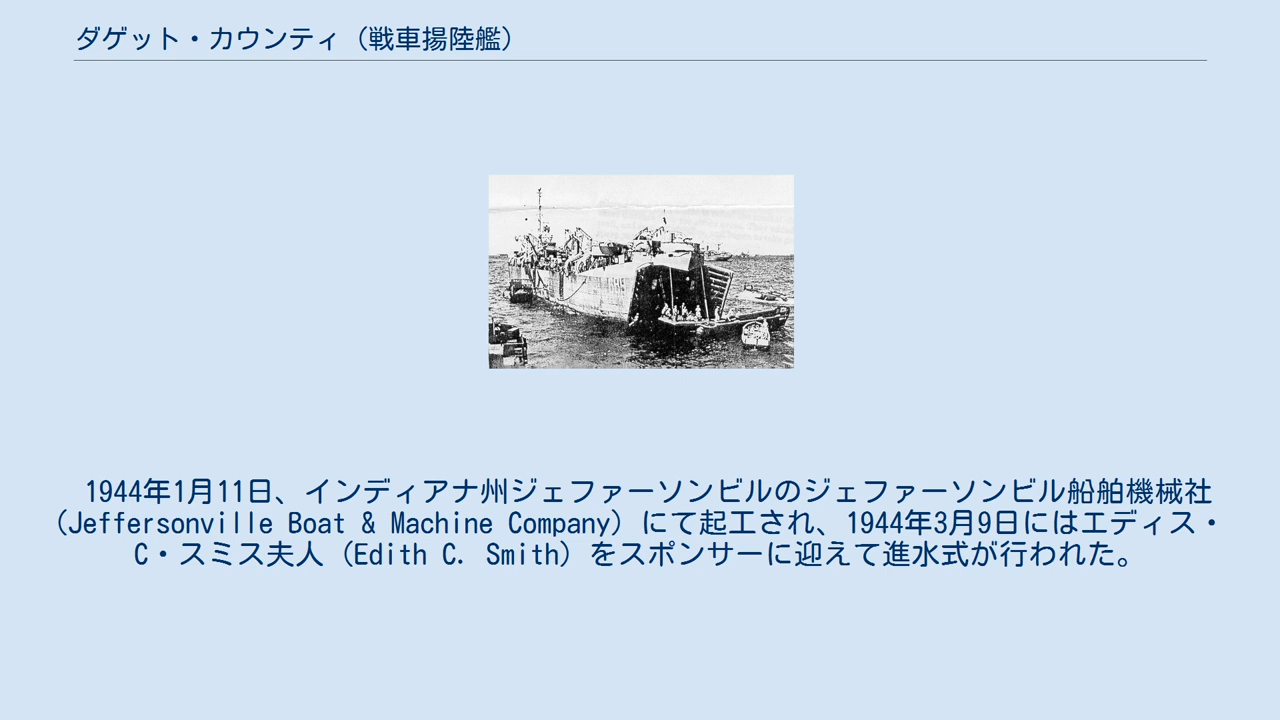 ダゲット・カウンティ（戦車揚陸艦）
1944年1月11日、インディアナ州ジェファーソンビルのジェファーソンビル船舶機械社
（Jeffersonville Boat & Machine Company）にて起工され、1944年3月9日にはエディス・
C・スミス夫人（Edith C. Smith）をスポンサーに迎えて進水式が行われた。